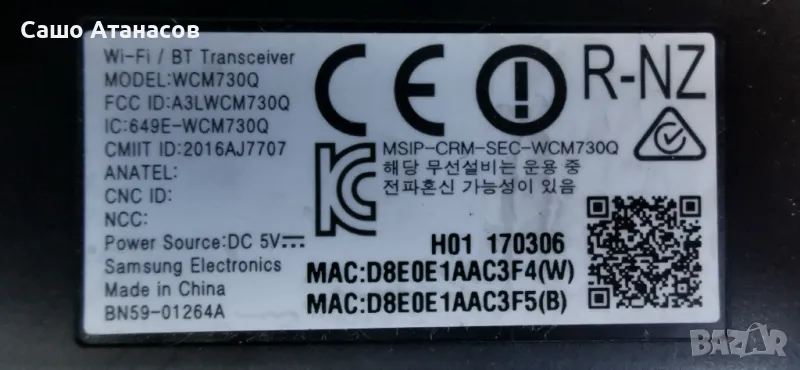 Сашо Атанасов
Wi-Fi / BT Transceiver
MODEL:WCM730Q
FCC ID:A3LWCM730Q
IC:649E-WCM730Q
CMIIT ID:2016AJ7707
ANATEL:
CNC ID:
NCC:
Power Source:DC 5V
Samsung Electronics
Made in China
BN59-01264A
CE
R-NZ
MSIP-CRM-SEC-WCM730Q
해당 무선설비는 운용 중
전파혼신 가능성이 있음
H01 170306
MAC:D8E0E1AAC3F4(W)
MAC:D8E0E1AAC3F5(B)
BAZAR